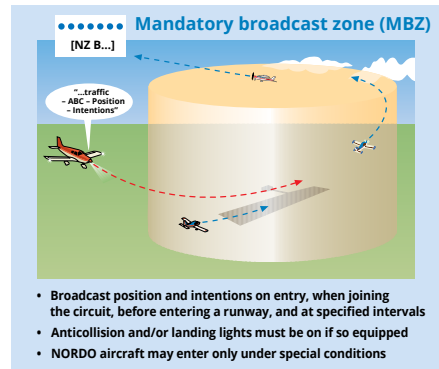 Mandatory broadcast zone (MBZ)
[NZ B...]
"...traffic
– ABC – Position
– Intentions"
• Broadcast position and intentions on entry, when joining
the circuit, before entering a runway, and at specified intervals
• Anticollision and/or landing lights must be on if so equipped
• NORDO aircraft may enter only under special conditions